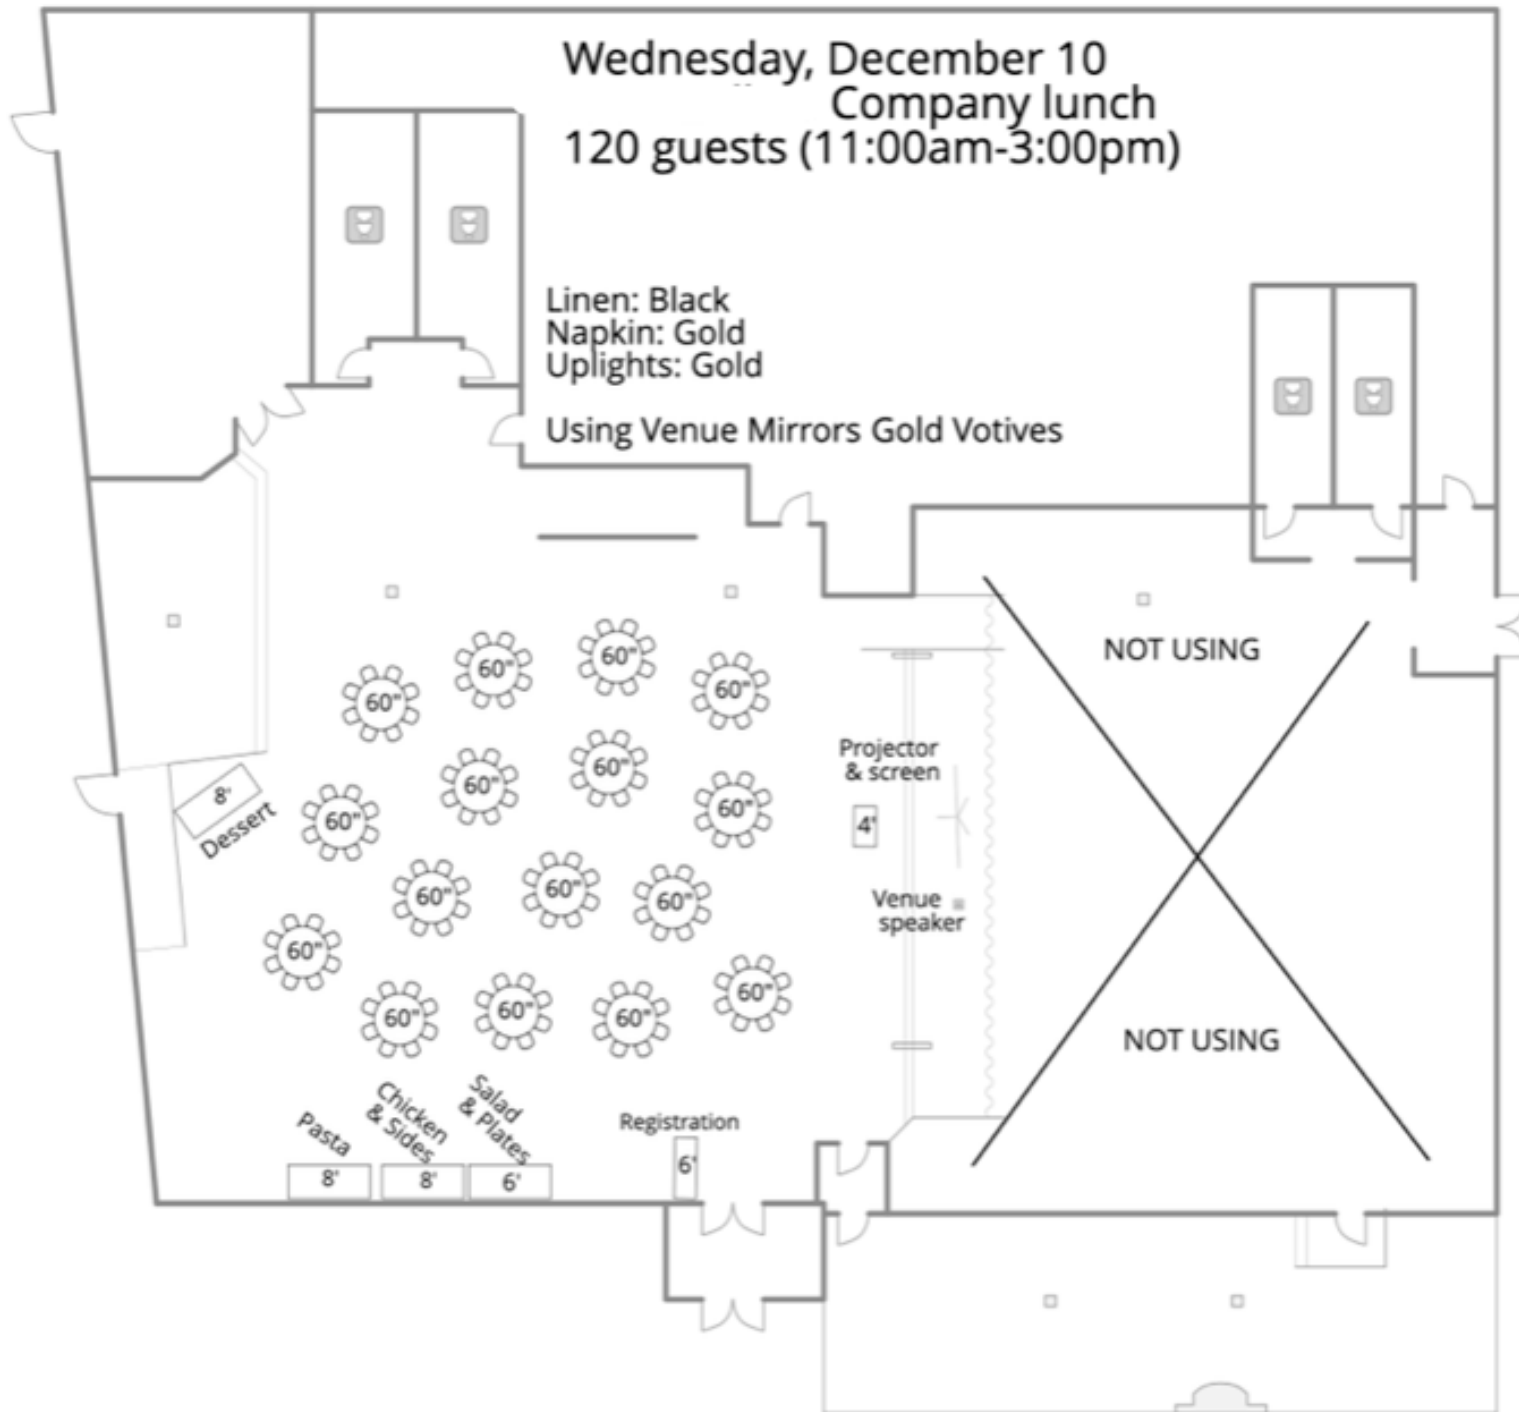 Wednesday, December 10
Company lunch
120 guests (11:00am-3:00pm)
Linen: Black
Napkin: Gold
Uplights: Gold
Using Venue Mirrors Gold Votives
NOT USING
60"
60"
60"
60"
60"
60"
60"
60"
Projector
& screen
4'
8'
Dessert
60"
60"
60"
Venue
speaker
60"
60"
60"
60"
60"
NOT USING
Pasta
Chicken
& Sides
Salad
& Plates
Registration
8'
8'
6'
6'